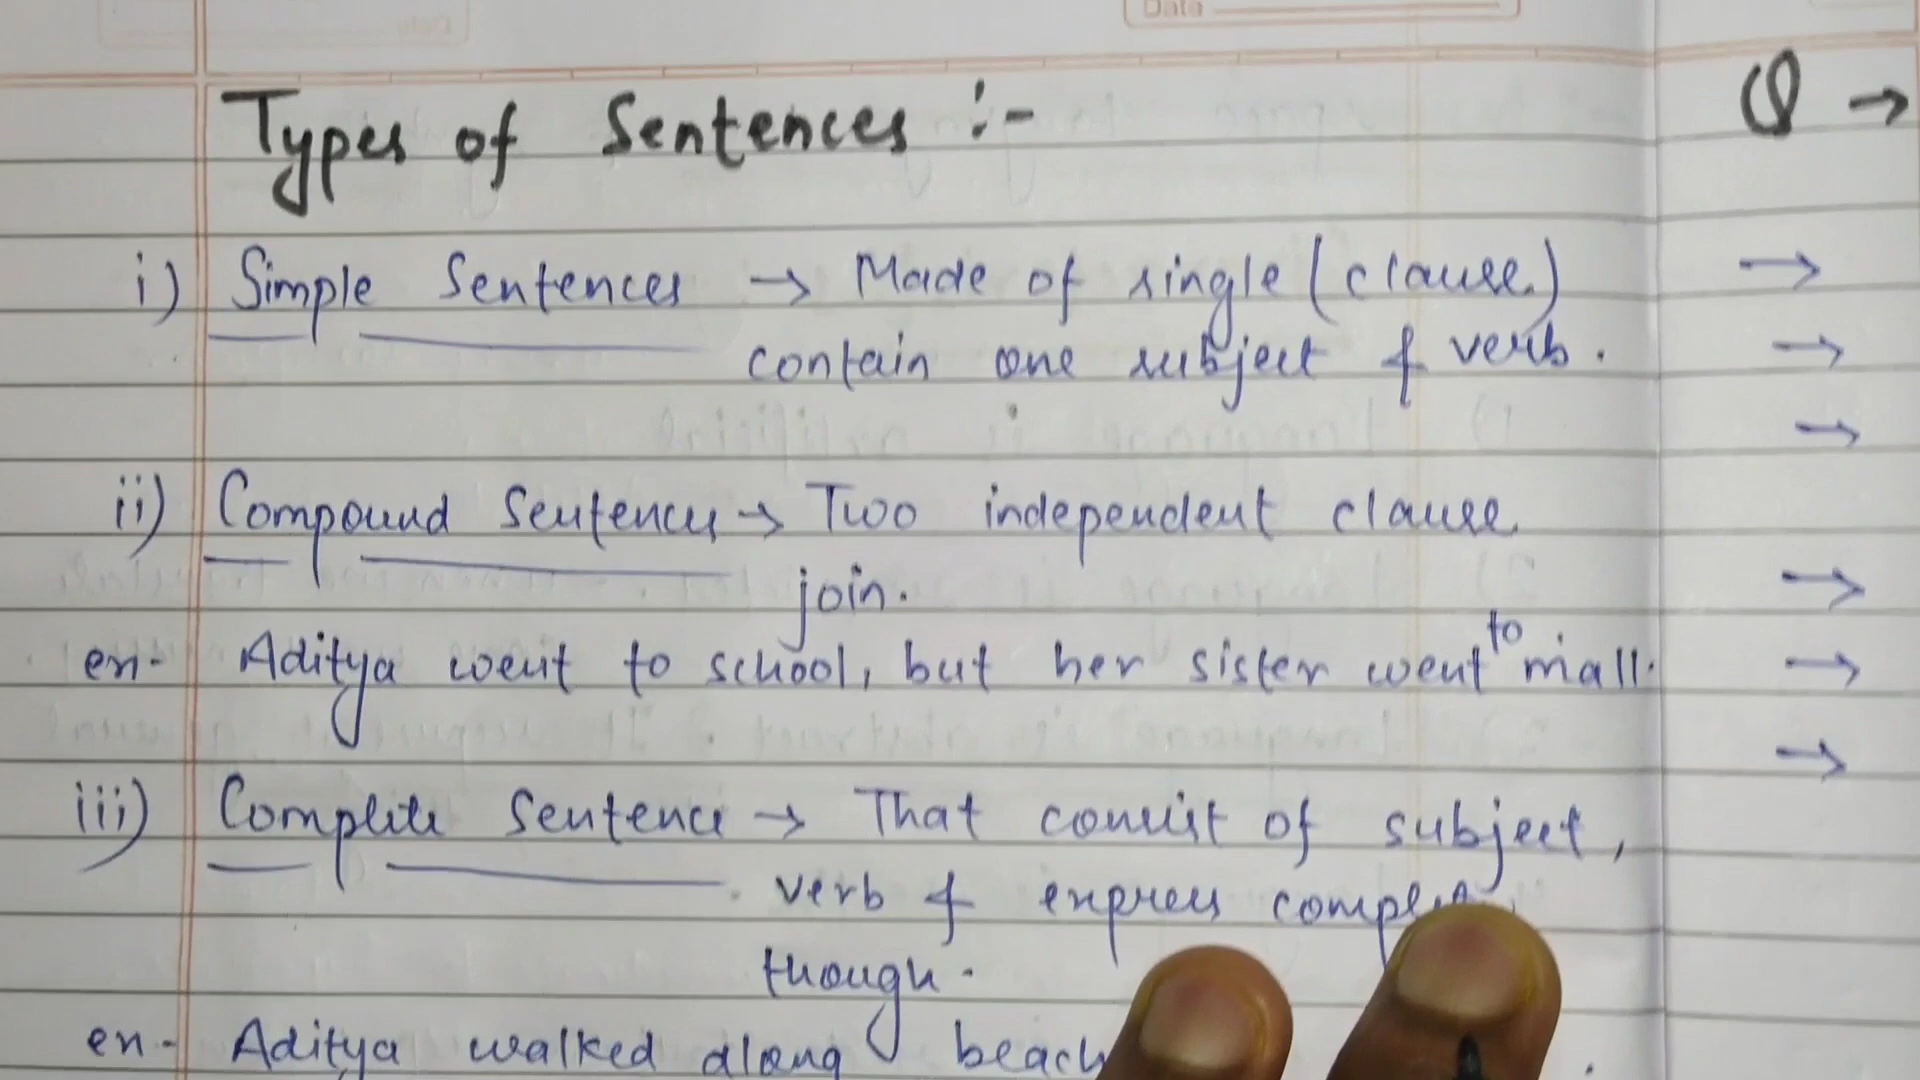 Data
Types of Sentences :-
Q →
i) Simple Sentences → Made of single (clause)
contain one subject & verb.
ii) Compound Sentences → Two independent clause
join.
ex- Aditya went to school, but her sister went to mall.
iii) Complete Sentence → That consist of subject,
verb & express complete
though.
ex- Aditya walked along beach